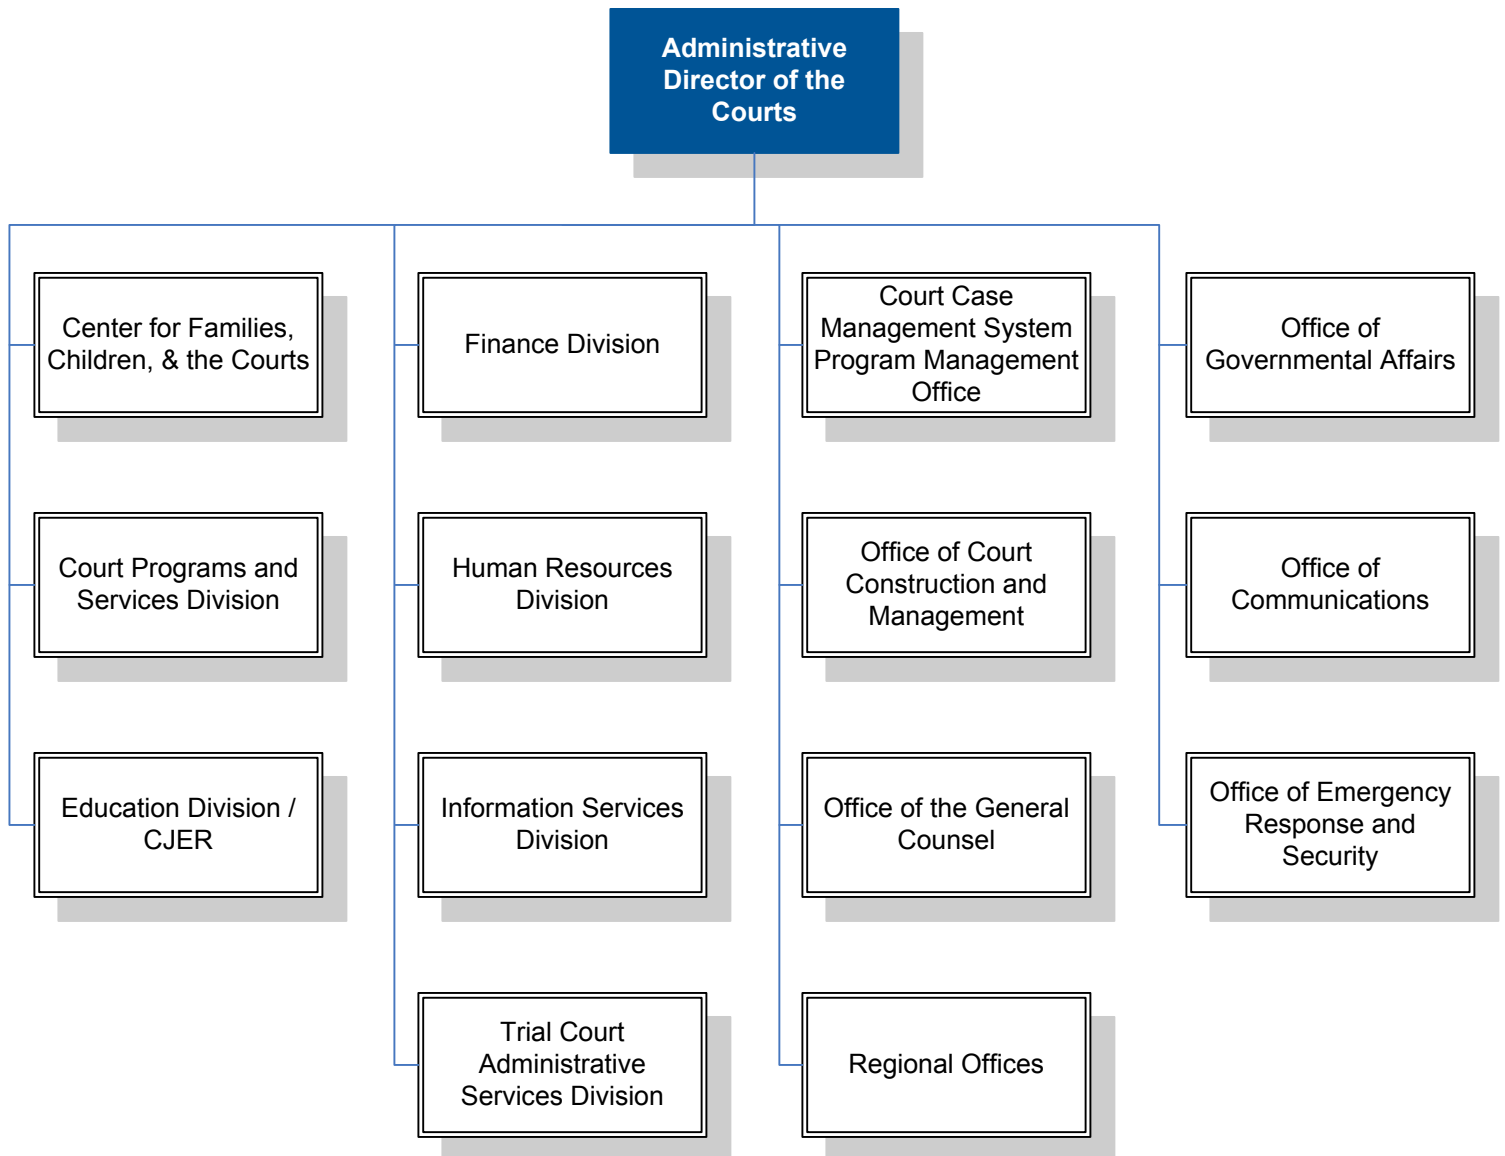 Administrative
Director of the
Courts
Center for Families,
Children, & the Courts
Finance Division
Court Case
Management System
Program Management
Office
Office of
Governmental Affairs
Court Programs and
Services Division
Human Resources
Division
Office of Court
Construction and
Management
Office of
Communications
Education Division /
CJER
Information Services
Division
Office of the General
Counsel
Office of Emergency
Response and
Security
Trial Court
Administrative
Services Division
Regional Offices